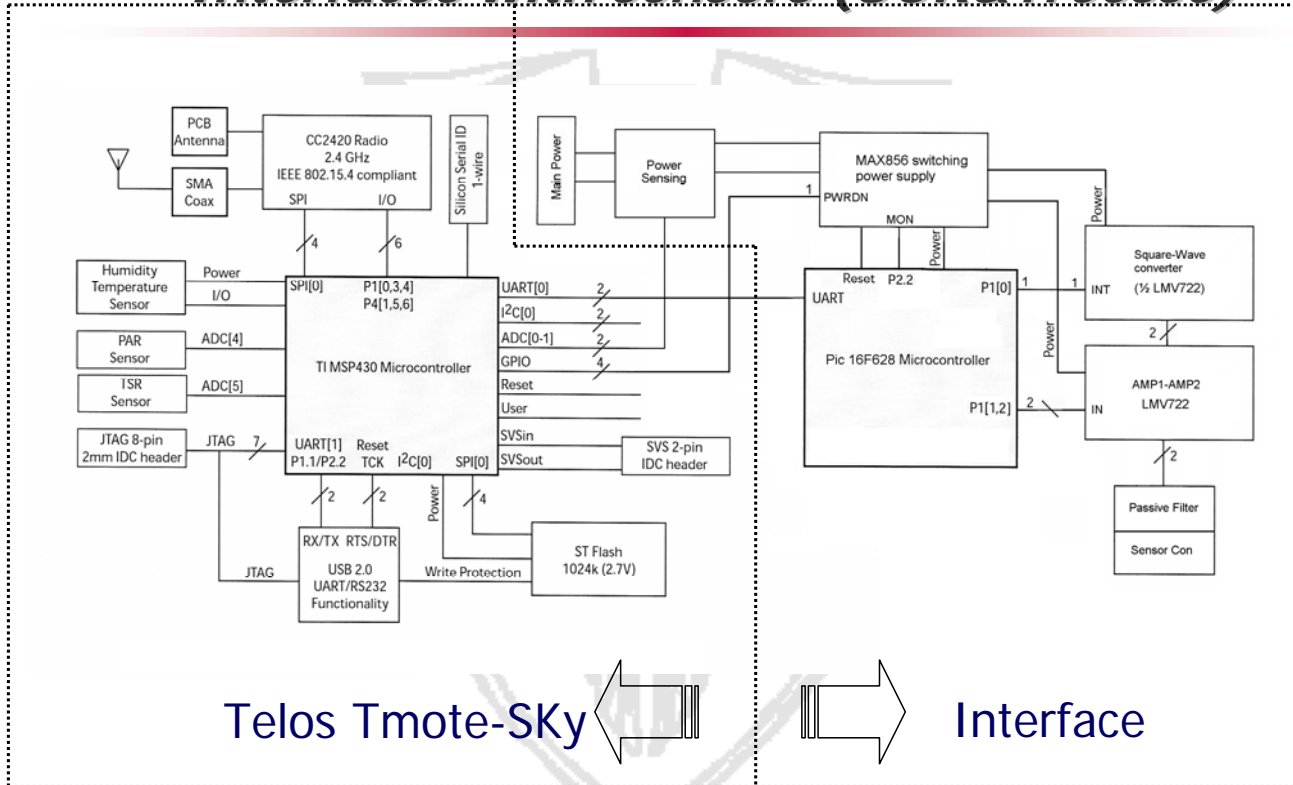 Interfaces with sensors
PCB
Antenna
SMA
Coax
CC2420 Radio
2.4 GHz
IEEE 802.15.4 compliant
SPI I/O
4
6
Silicon Serial ID
1-wire
Main Power
Power
Sensing
MAX856 switching
power supply
1
PWRDN
MON
Power
Power
Humidity
Temperature
Sensor
Power
I/O
PAR
Sensor
ADC[4]
TSR
Sensor
ADC[5]
JTAG 8-pin
2mm IDC header
JTAG
7
SPI[0] P1[0,3,4]
P4[1,5,6]
TI MSP430 Microcontroller
UART[1] Reset
P1.1/P2.2 TCK I²C[0] SPI[0]
UART[0]
2
I²C[0]
2
ADC[0-1]
2
GPIO
4
Reset
User
SVSin
SVSout
SVS 2-pin
IDC header
2
2
Power
4
RX/TX RTS/DTR
USB 2.0
UART/RS232
Functionality
JTAG
Write Protection
ST Flash
1024k (2.7V)
Reset P2.2
UART
P1[0]
Pic 16F628 Microcontroller
P1[1,2]
1
1
2
Power
Square-Wave
converter
INT
(½ LMV722)
2
AMP1-AMP2
LMV722
IN
2
Passive Filter
Sensor Con
Telos Tmote-SKy
Interface